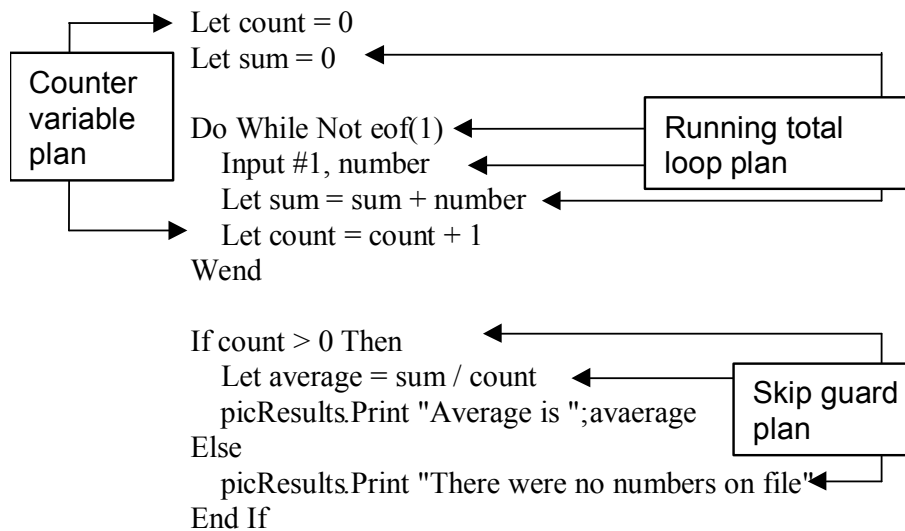 Let count = 0
Let sum = 0
Counter
variable
plan
Do While Not eof(1)
Input #1, number
Let sum = sum + number
Let count = count + 1
Wend
Running total
loop plan
If count > 0 Then
Let average = sum / count
picResults.Print "Average is ";avaerage
Else
picResults.Print "There were no numbers on file"
End If
Skip guard
plan